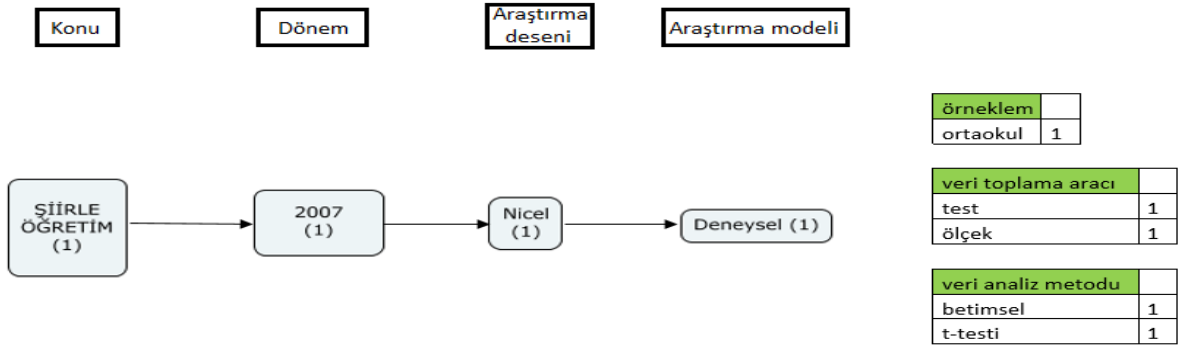 Konu
Dönem
Araştırma
deseni
Araştırma modeli
ŞİİRLE
ÖĞRETİM
(1)
2007
(1)
Nicel
(1)
Deneysel (1)
örneklem
ortaokul 1
veri toplama aracı
test 1
ölçek 1
veri analiz metodu
betimsel 1
t-testi 1